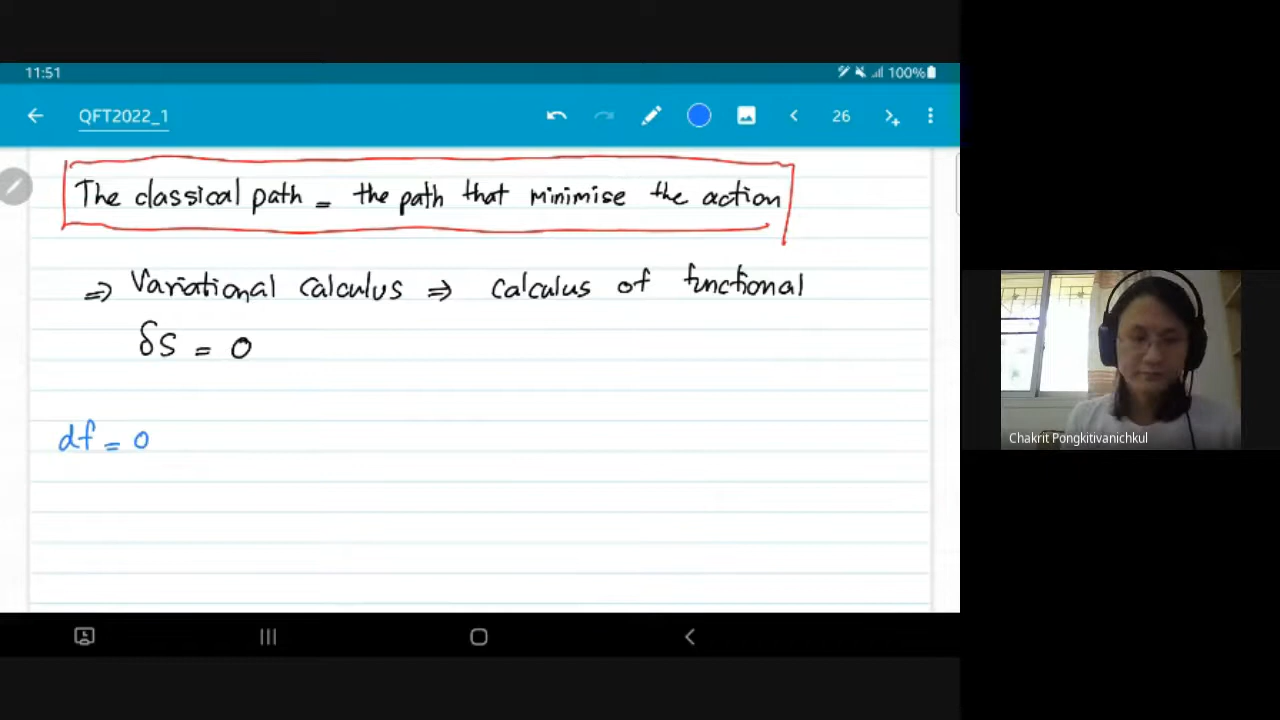 11:51
100%
QFT2022_1
26
The classical path = the path that minimise the action
⇒ Variational calculus ⇒ calculus of functional
δS = 0
df = 0
Chakrit Pongkitivanichkul